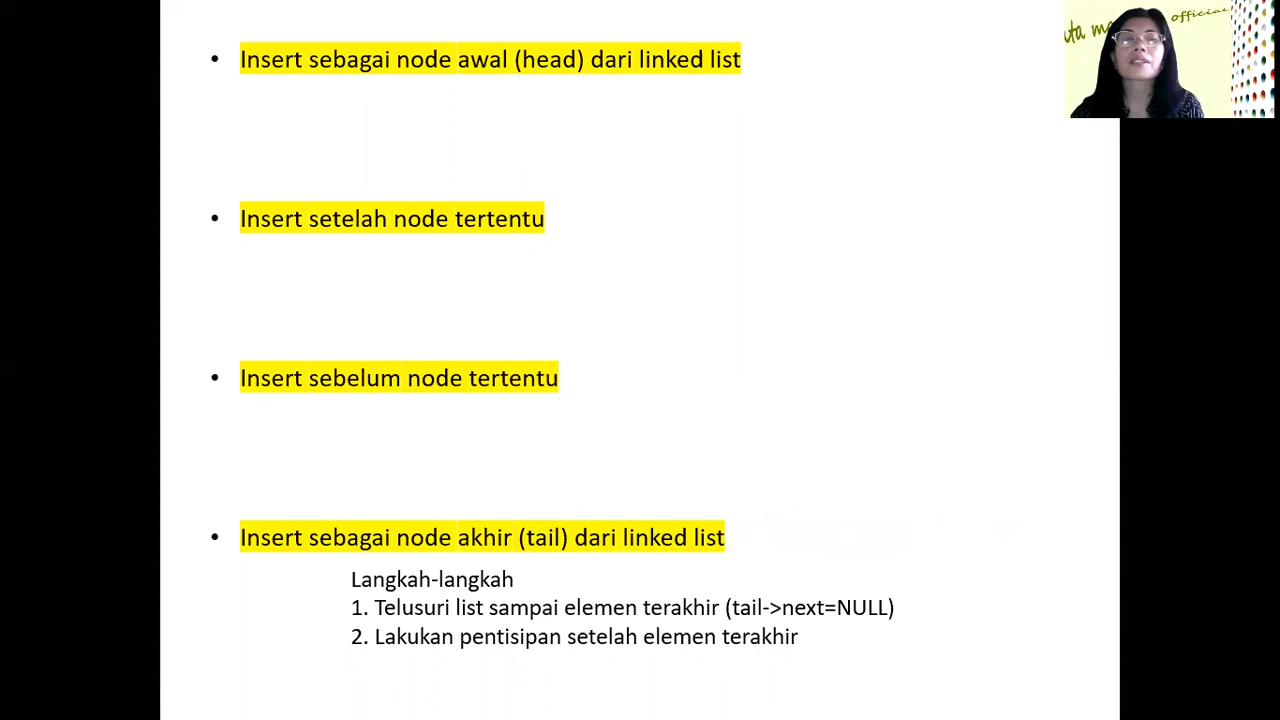 • Insert sebagai node awal (head) dari linked list
official
• Insert setelah node tertentu
• Insert sebelum node tertentu
• Insert sebagai node akhir (tail) dari linked list
Langkah-langkah
1. Telusuri list sampai elemen terakhir (tail->next=NULL)
2. Lakukan pentisipan setelah elemen terakhir